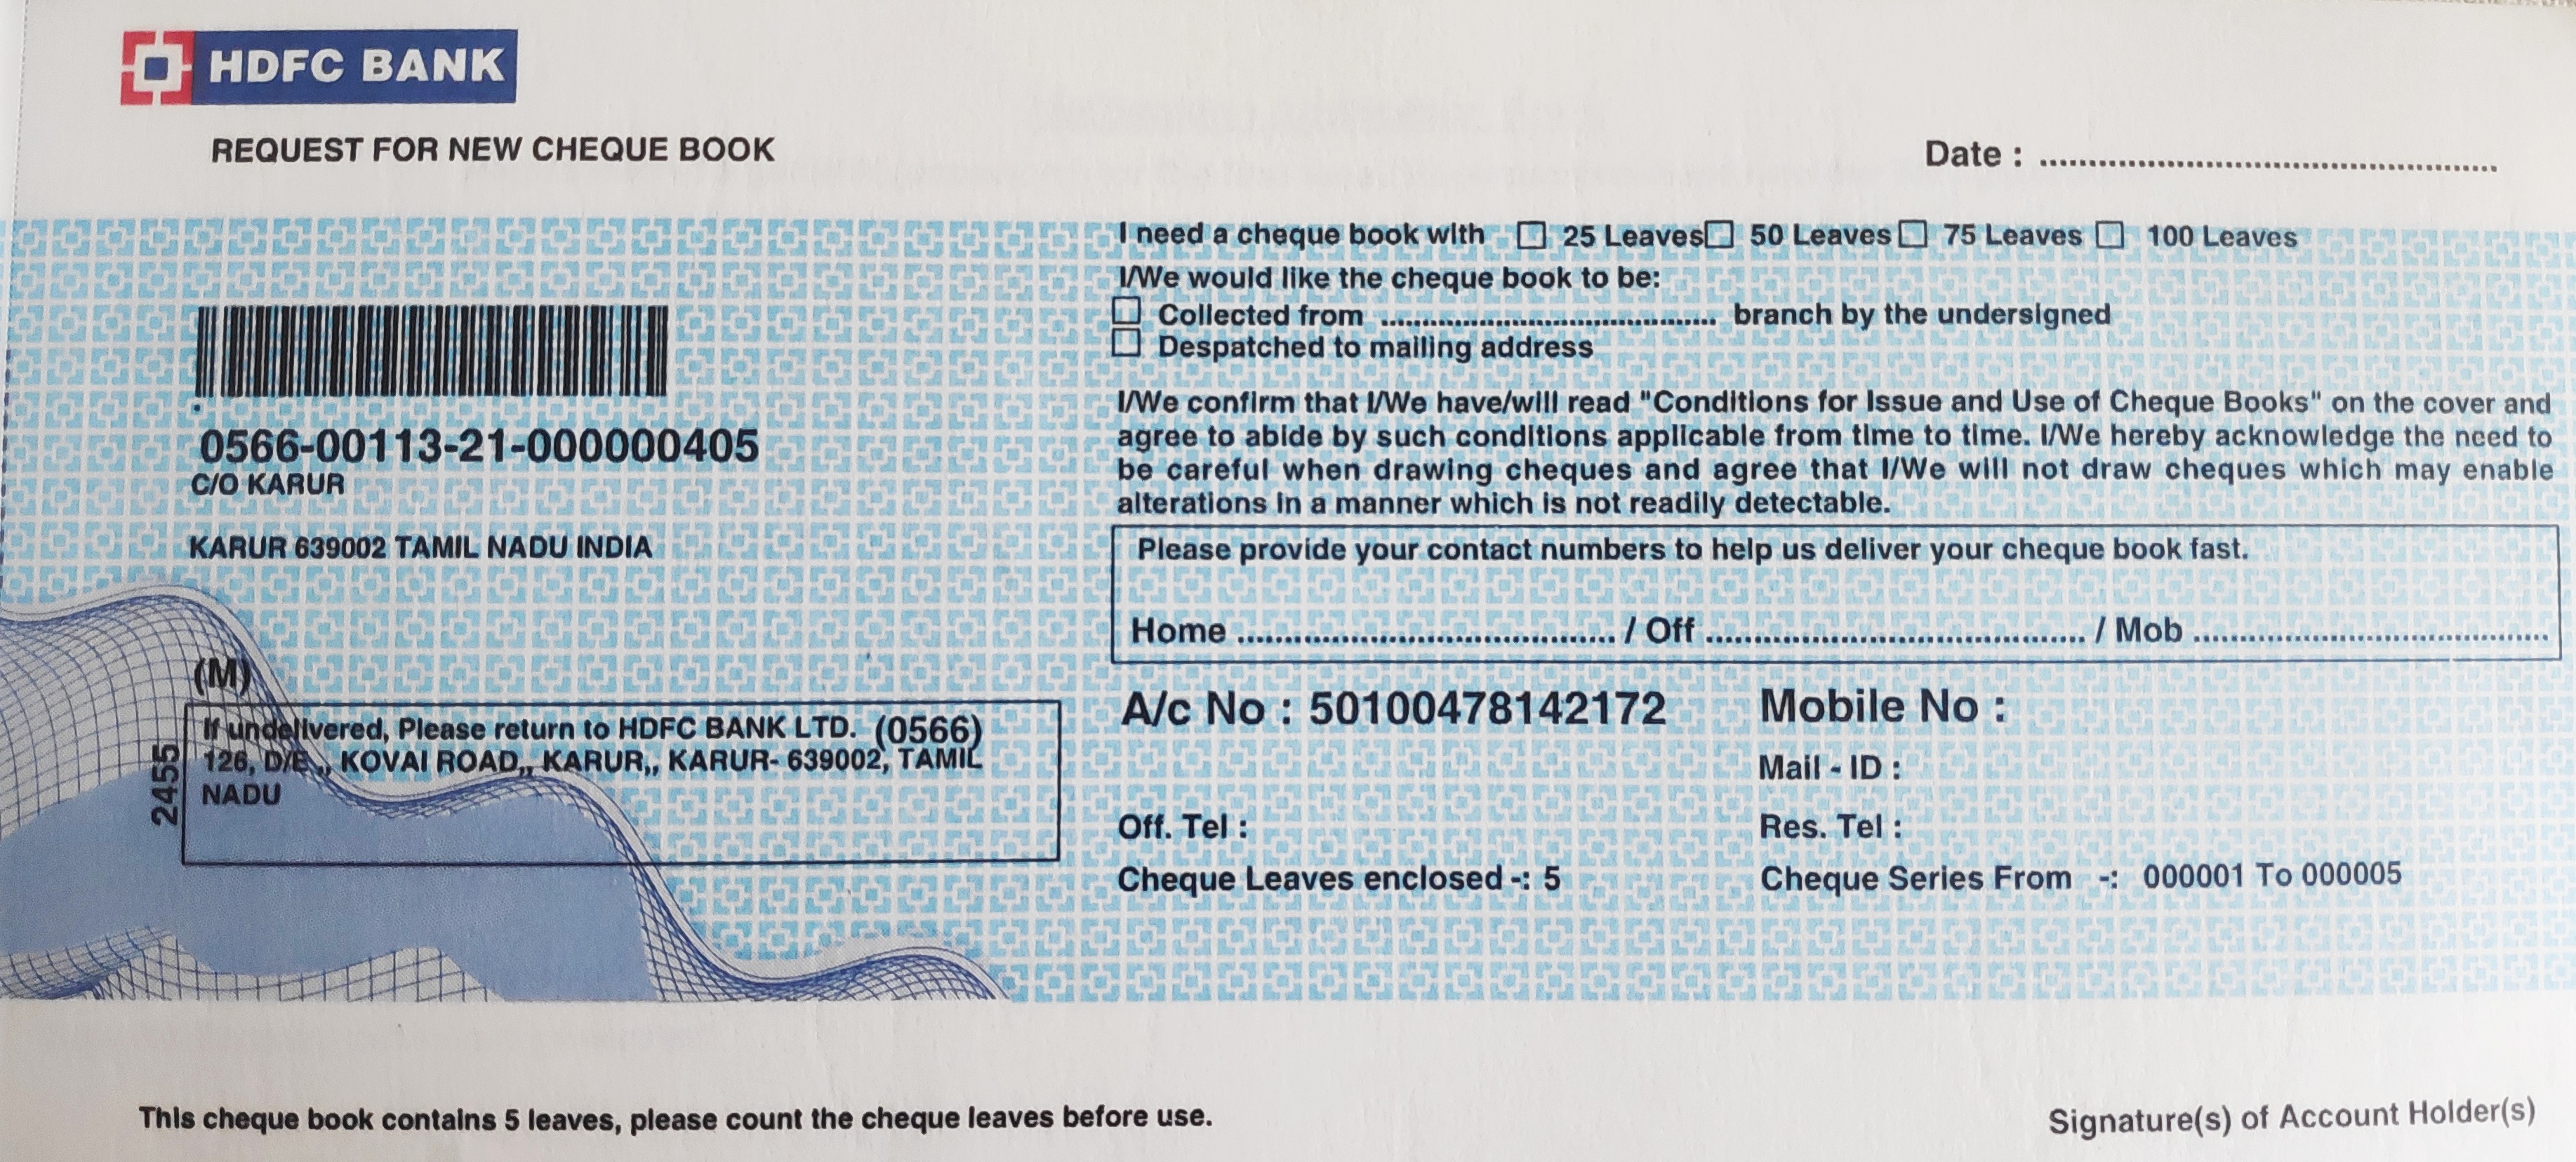 HDFC BANK
REQUEST FOR NEW CHEQUE BOOK
Date : ........................................................
I need a cheque book with 25 Leaves 50 Leaves 75 Leaves 100 Leaves
I/We would like the cheque book to be:
Collected from ......................................... branch by the undersigned
Despatched to mailing address
I/We confirm that I/We have/will read "Conditions for Issue and Use of Cheque Books" on the cover and
agree to abide by such conditions applicable from time to time. I/We hereby acknowledge the need to
be careful when drawing cheques and agree that I/We will not draw cheques which may enable
alterations in a manner which is not readily detectable.
Please provide your contact numbers to help us deliver your cheque book fast.
Home ........................................ / Off ........................................ / Mob ......................................
0566-00113-21-000000405
C/O KARUR
KARUR 639002 TAMIL NADU INDIA
(M)
If undelivered, Please return to HDFC BANK LTD. (0566)
126, D/E ,, KOVAI ROAD,, KARUR,, KARUR- 639002, TAMIL
NADU
2455
A/c No : 50100478142172 Mobile No :
Mail - ID :
Off. Tel : Res. Tel :
Cheque Leaves enclosed -: 5 Cheque Series From -: 000001 To 000005
This cheque book contains 5 leaves, please count the cheque leaves before use.
Signature(s) of Account Holder(s)